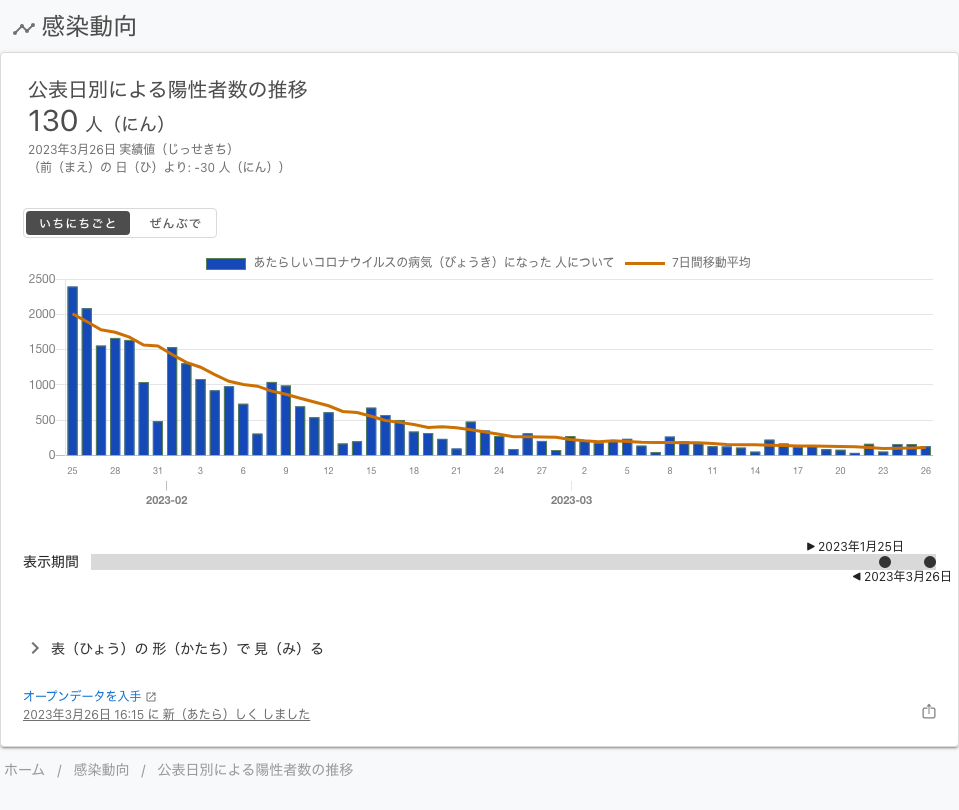 感染動向
公表日別による陽性者数の推移
130 人（にん）
2023年3月26日 実績値（じっせきち）
（前（まえ）の 日（ひ）より: -30 人（にん））
いちにちごと ぜんぶで
あたらしいコロナウイルスの病気（びょうき）になった 人について 7日間移動平均
2500
2000
1500
1000
500
0
25 28 31 3 6 9 12 15 18 21 24 27 2 5 8 11 14 17 20 23 26
2023-02 2023-03
▶ 2023年1月25日
表示期間
◀ 2023年3月26日
表（ひょう）の 形（かたち）で 見（み）る
オープンデータを入手
2023年3月26日 16:15 に 新（あたら）しく しました
ホーム / 感染動向 / 公表日別による陽性者数の推移